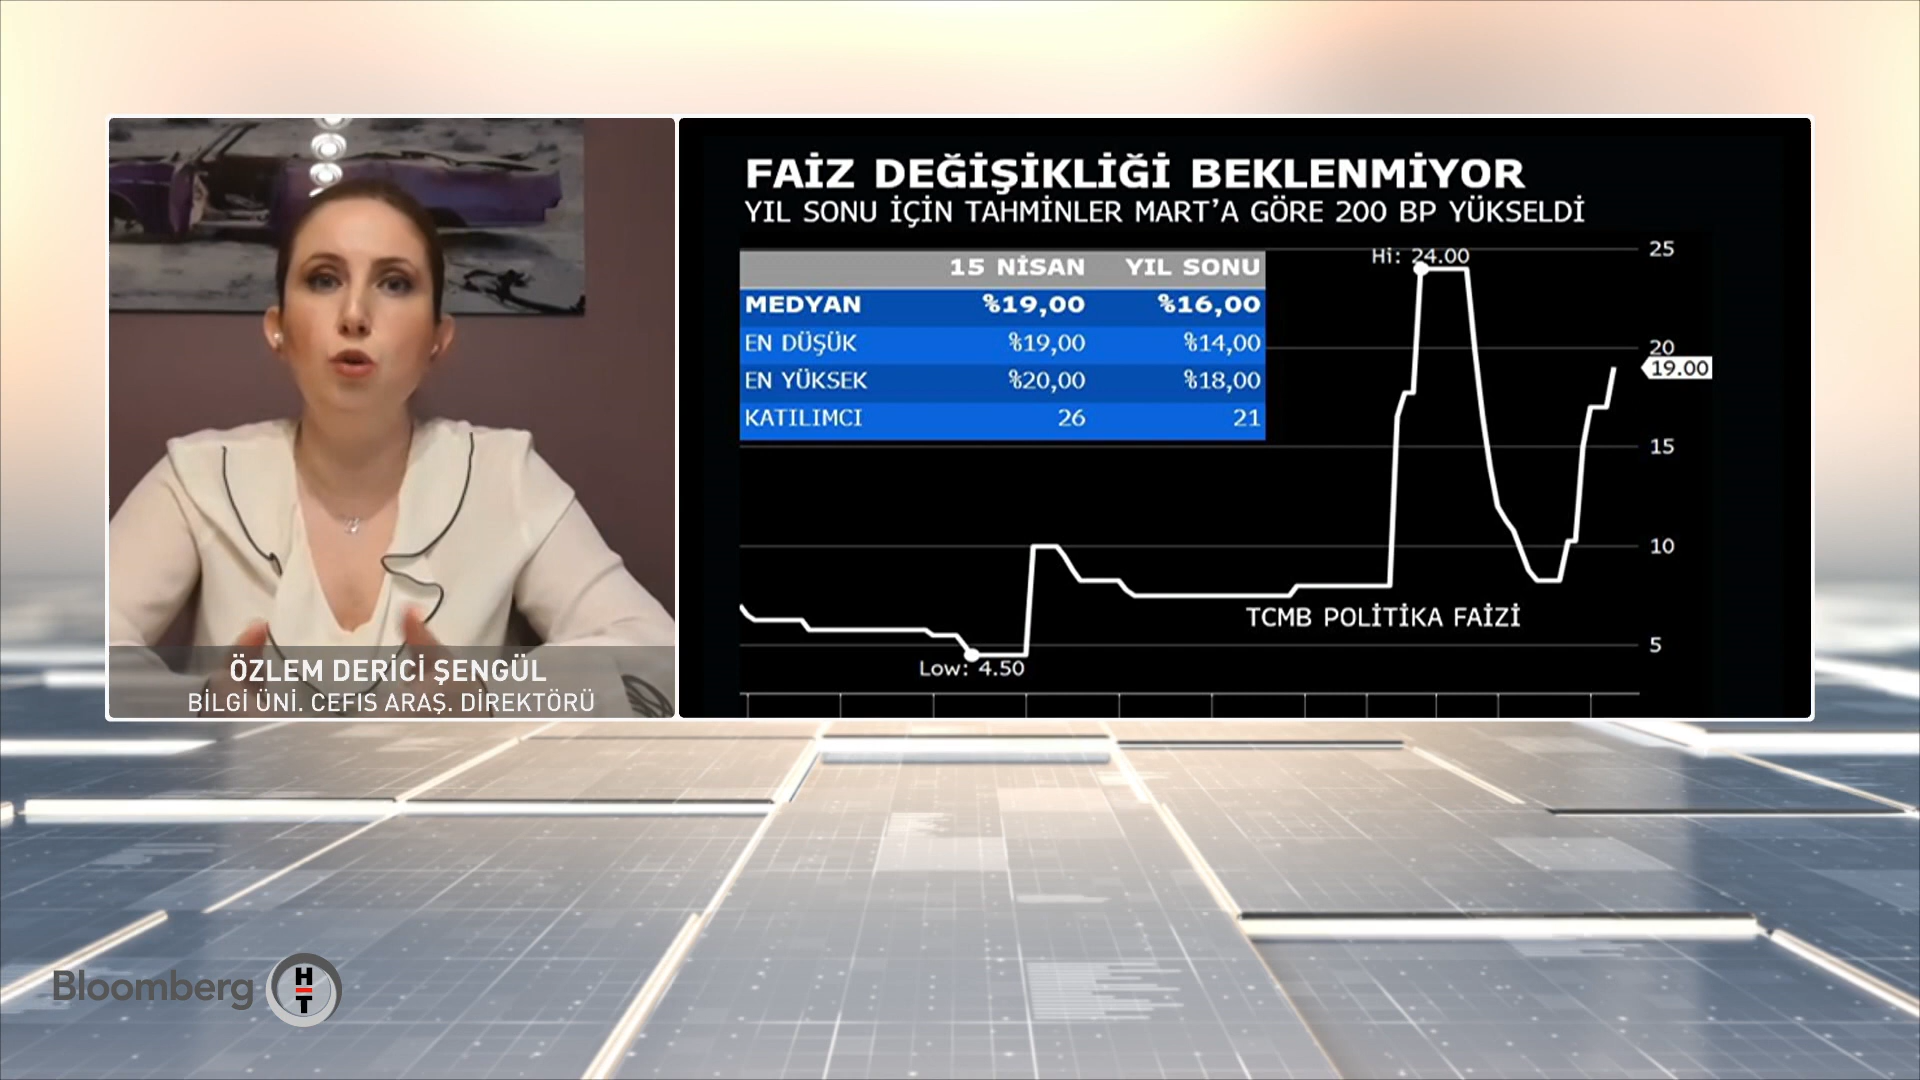 FAİZ DEĞİŞİKLİĞİ BEKLENMİYOR
YIL SONU İÇİN TAHMİNLER MART'A GÖRE 200 BP YÜKSELDİ
15 NİSAN YIL SONU
MEDYAN %19,00 %16,00
EN DÜŞÜK %19,00 %14,00
EN YÜKSEK %20,00 %18,00
KATILIMCI 26 21
Hi: 24.00
25
20
19.00
15
10
5
TCMB POLİTİKA FAİZİ
Low: 4.50
ÖZLEM DERİCİ ŞENGÜL
BİLGİ ÜNİ. CEFIS ARAŞ. DİREKTÖRÜ
Bloomberg HT